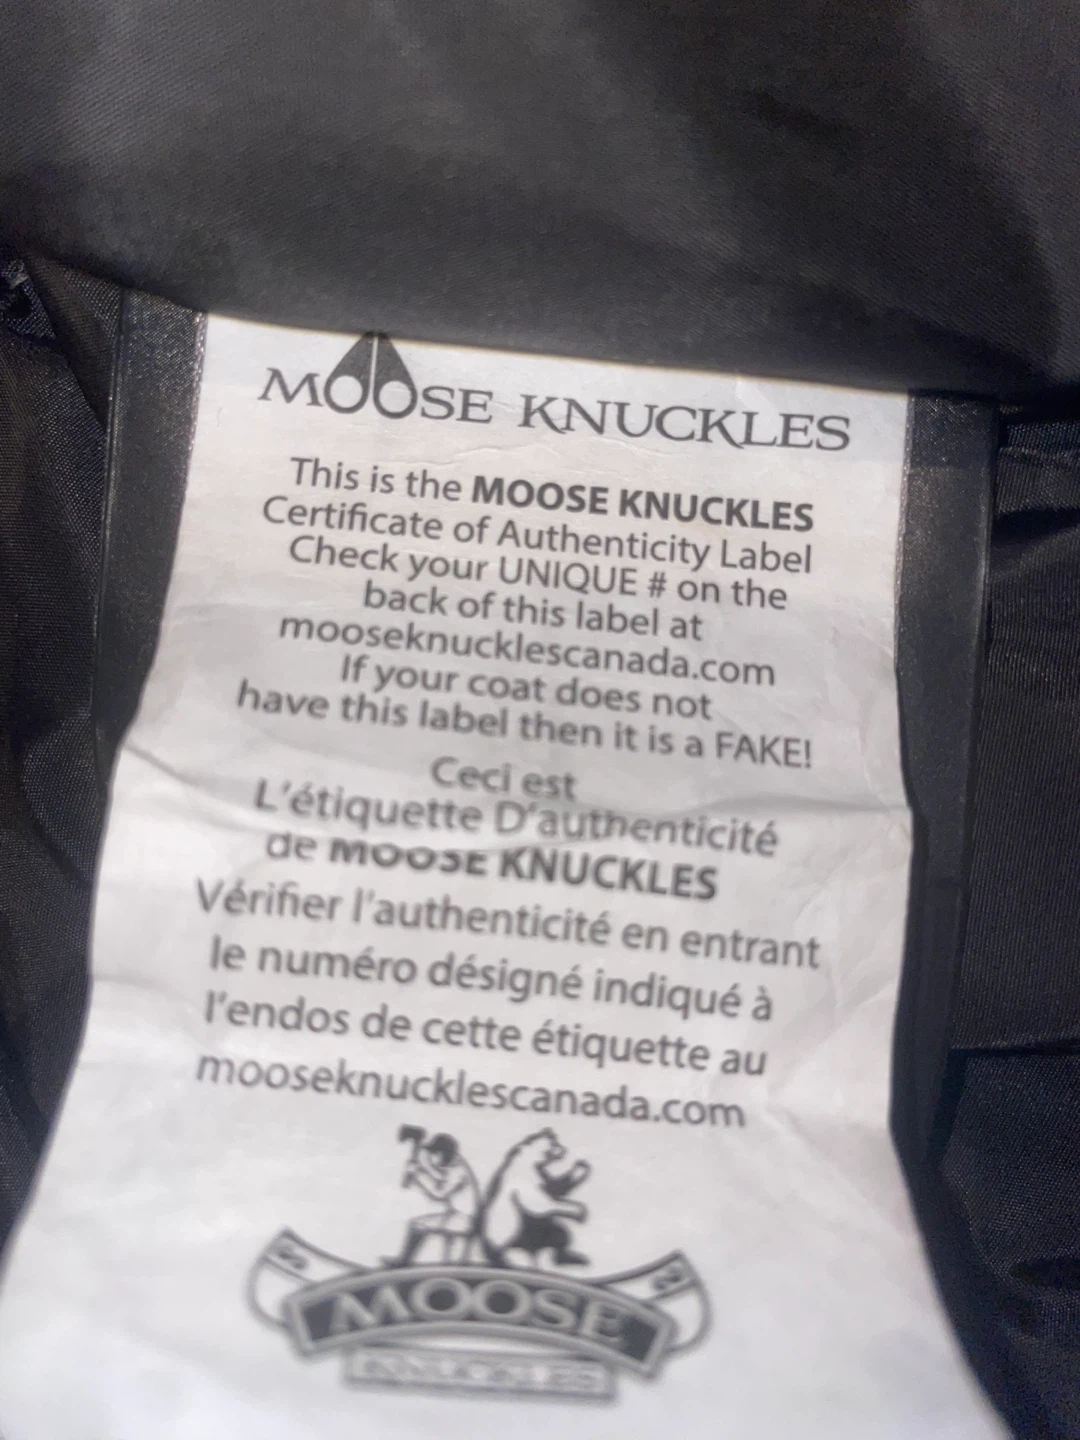 MOOSE KNUCKLES
This is the MOOSE KNUCKLES
Certificate of Authenticity Label
Check your UNIQUE # on the
back of this label at
mooseknucklescanada.com
If your coat does not
have this label then it is a FAKE!
Ceci est
L'étiquette D'authenticité
de MOOSE KNUCKLES
Vérifier l'authenticité en entrant
le numéro désigné indiqué à
l'endos de cette étiquette au
mooseknucklescanada.com
MOOSE
KNUCKLES